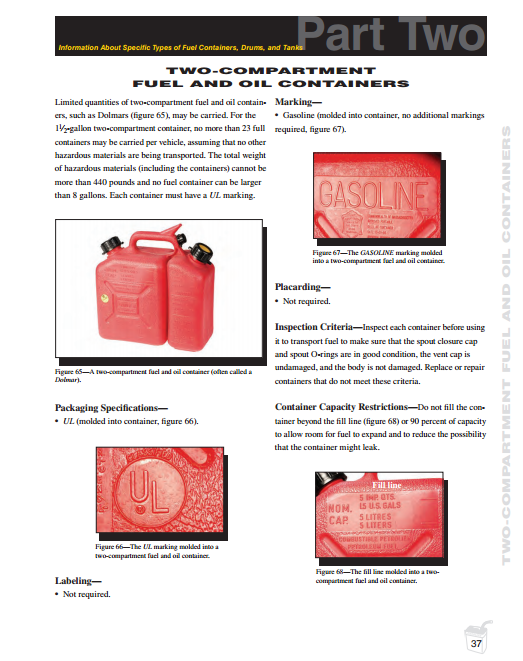 Part Two
Information About Specific Types of Fuel Containers, Drums, and Tanks
TWO-COMPARTMENT
FUEL AND OIL CONTAINERS
Limited quantities of two-compartment fuel and oil contain-
ers, such as Dolmars (figure 65), may be carried. For the
1½-gallon two-compartment container, no more than 23 full
containers may be carried per vehicle, assuming that no other
hazardous materials are being transported. The total weight
of hazardous materials (including the containers) cannot be
more than 440 pounds and no fuel container can be larger
than 8 gallons. Each container must have a UL marking.
Figure 65—A two-compartment fuel and oil container (often called a
Dolmar).
Packaging Specifications—
• UL (molded into container, figure 66).
UL
Figure 66—The UL marking molded into a
two-compartment fuel and oil container.
Labeling—
• Not required.
Marking—
• Gasoline (molded into container, no additional markings
required, figure 67).
GASOLINE
Figure 67—The GASOLINE marking molded
into a two-compartment fuel and oil container.
Placarding—
• Not required.
Inspection Criteria—Inspect each container before using
it to transport fuel to make sure that the spout closure cap
and spout O-rings are in good condition, the vent cap is
undamaged, and the body is not damaged. Replace or repair
containers that do not meet these criteria.
Container Capacity Restrictions—Do not fill the con-
tainer beyond the fill line (figure 68) or 90 percent of capacity
to allow room for fuel to expand and to reduce the possibility
that the container might leak.
Fill line
NOM.
CAP.
5 IMP. QTS.
1.5 U.S. GALS
5 LITRES
5 LITERS
Figure 68—The fill line molded into a two-
compartment fuel and oil container.
TWO-COMPARTMENT FUEL AND OIL CONTAINERS
37